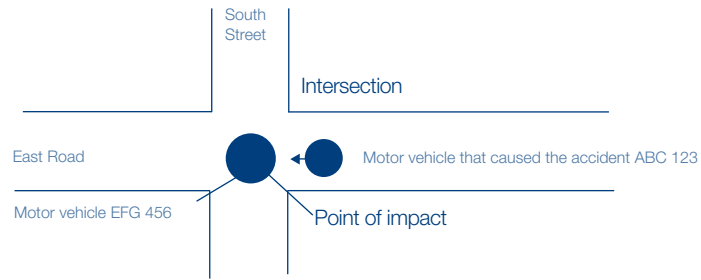 South
Street
Intersection
East Road
Motor vehicle that caused the accident ABC 123
Motor vehicle EFG 456
Point of impact